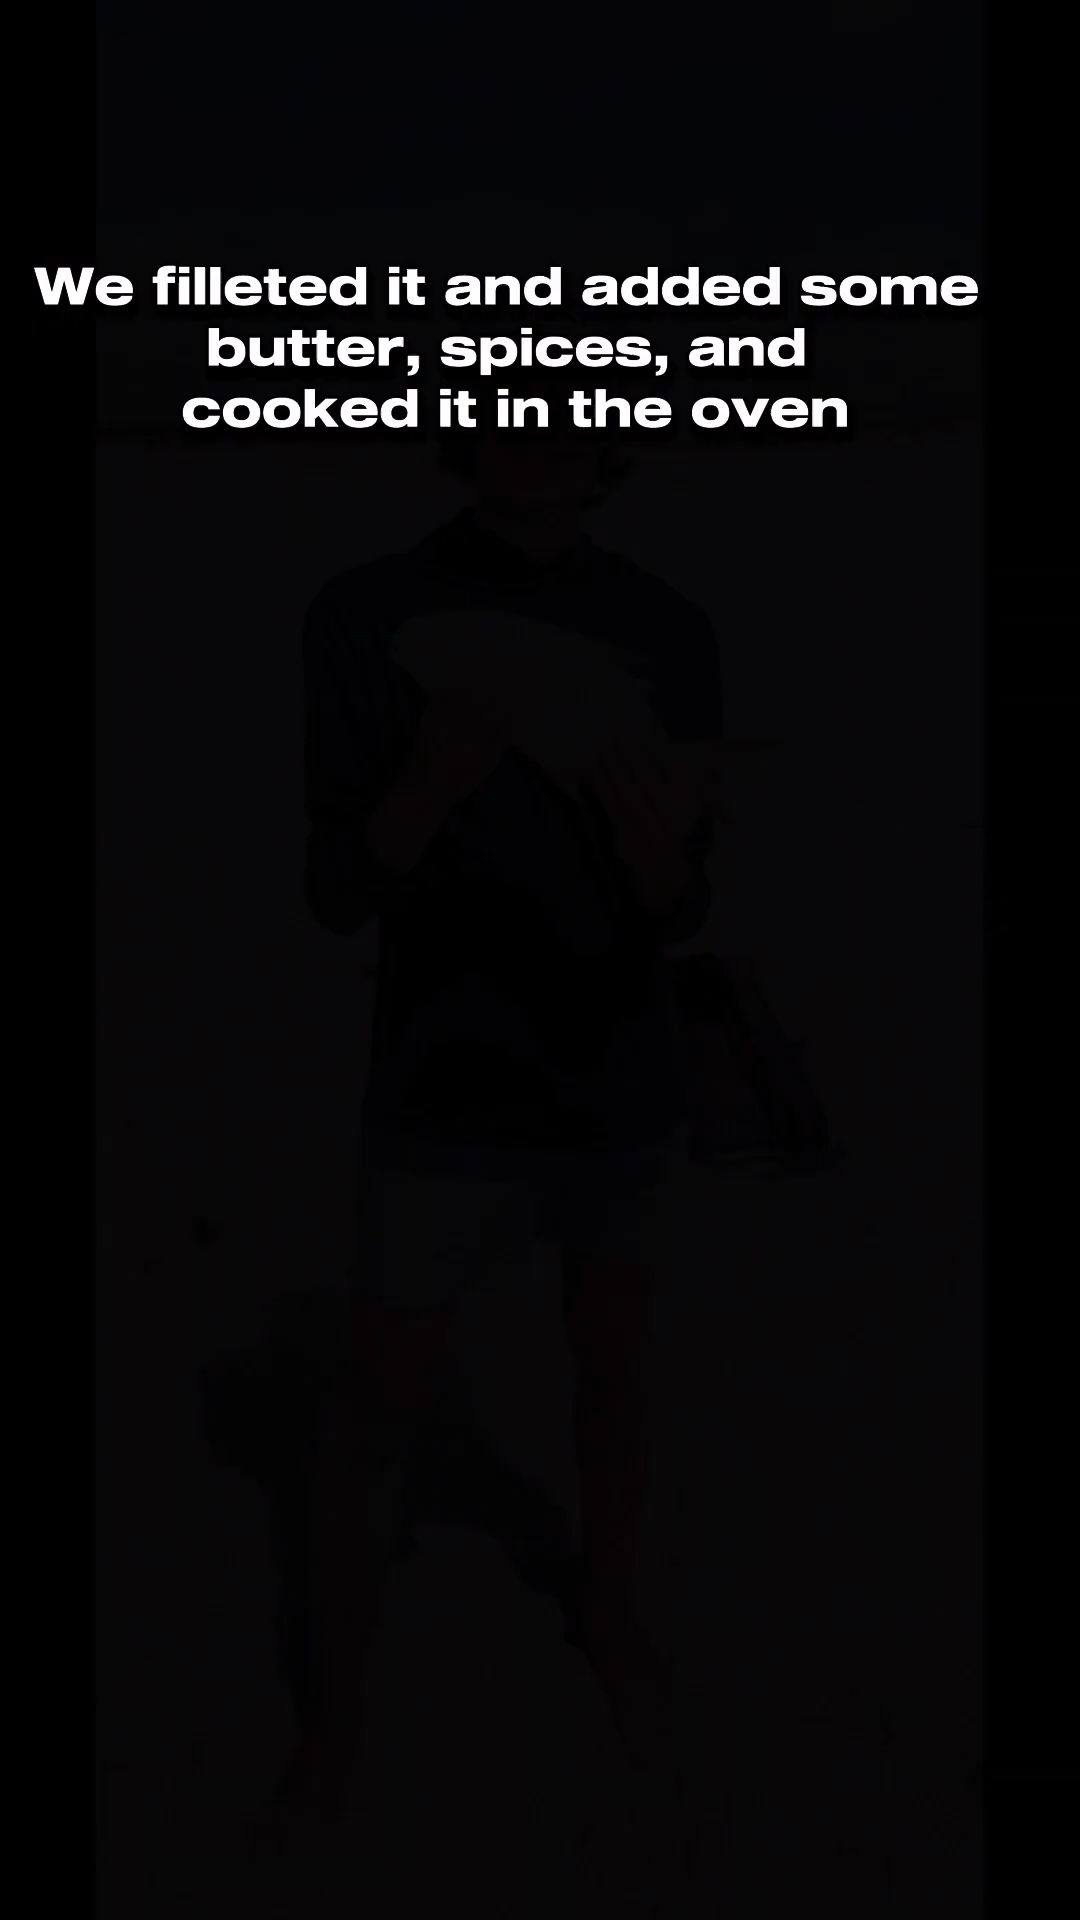 We filleted it and added some
butter, spices, and
cooked it in the oven